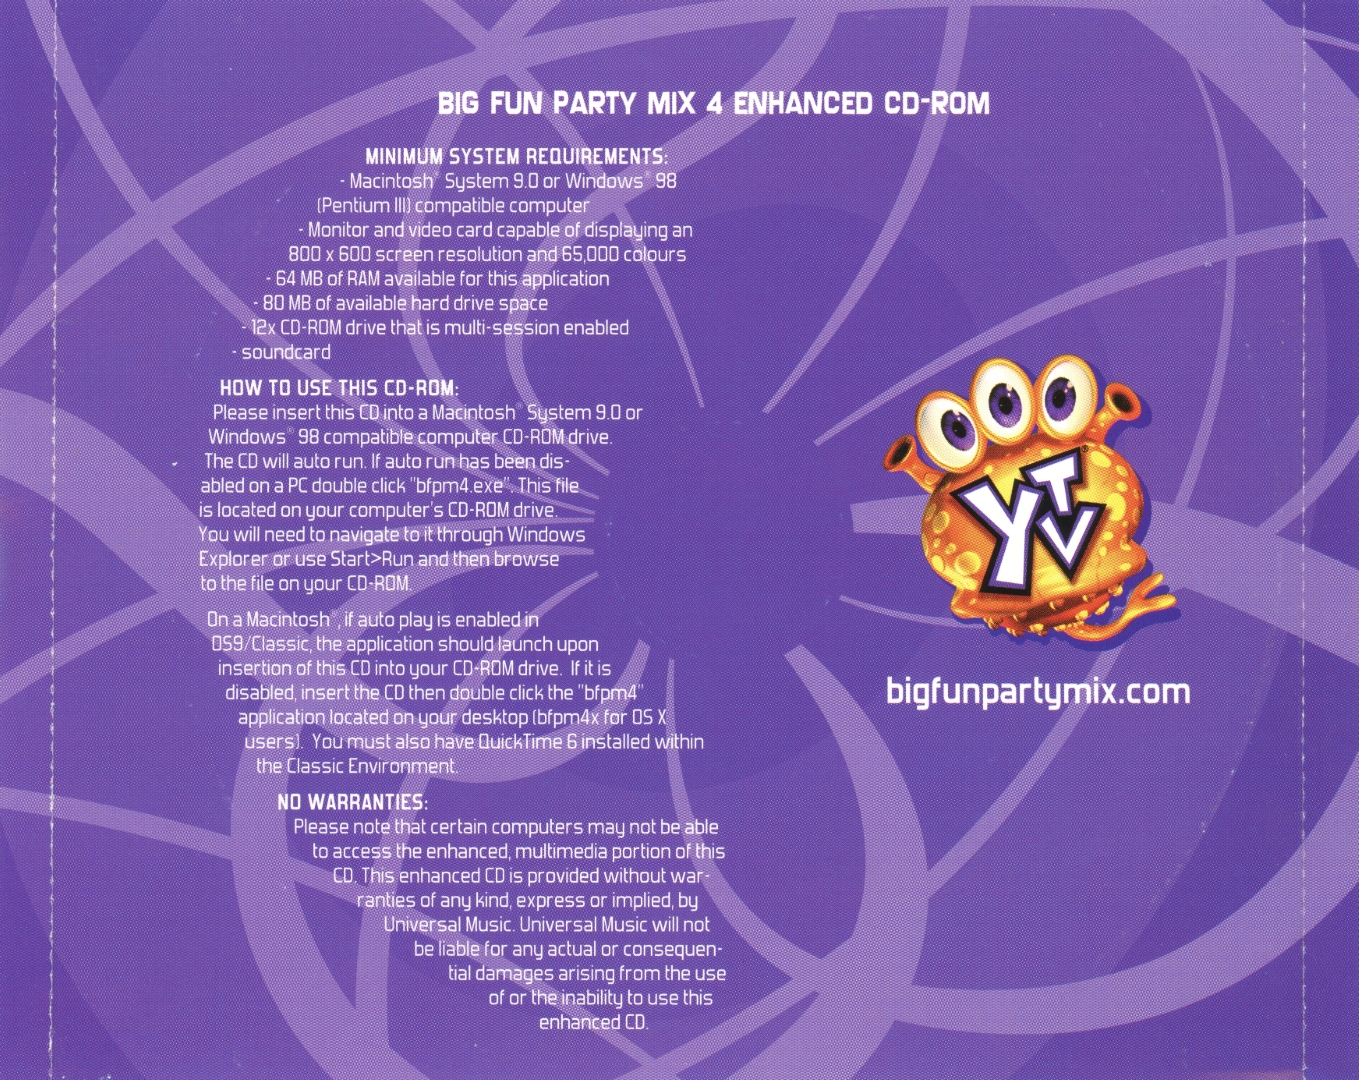 BIG FUN PARTY MIX 4 ENHANCED CD-ROM
MINIMUM SYSTEM REQUIREMENTS:
- Macintosh® System 9.0 or Windows® 98
(Pentium III) compatible computer
- Monitor and video card capable of displaying an
800 x 600 screen resolution and 65,000 colours
- 64 MB of RAM available for this application
- 80 MB of available hard drive space
- 12x CD-ROM drive that is multi-session enabled
- soundcard
HOW TO USE THIS CD-ROM:
Please insert this CD into a Macintosh® System 9.0 or
Windows® 98 compatible computer CD-ROM drive.
The CD will auto run. If auto run has been dis-
abled on a PC double click "bfpm4.exe". This file
is located on your computer's CD-ROM drive.
You will need to navigate to it through Windows
Explorer or use Start>Run and then browse
to the file on your CD-ROM.
On a Macintosh®, if auto play is enabled in
OS9/Classic, the application should launch upon
insertion of this CD into your CD-ROM drive. If it is
disabled, insert the CD then double click the "bfpm4"
application located on your desktop (bfpm4x for OS X
users). You must also have QuickTime 6 installed within
the Classic Environment.
NO WARRANTIES:
Please note that certain computers may not be able
to access the enhanced, multimedia portion of this
CD. This enhanced CD is provided without war-
ranties of any kind, express or implied, by
Universal Music. Universal Music will not
be liable for any actual or consequen-
tial damages arising from the use
of or the inability to use this
enhanced CD.
YTV®
bigfunpartymix.com